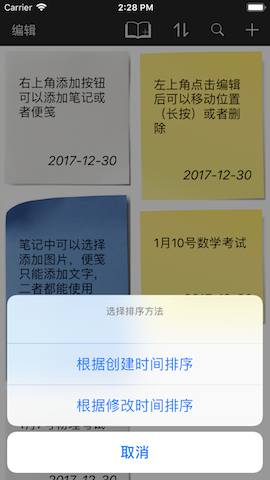 Carrier 2:28 PM
编辑
右上角添加按钮
可以添加笔记或
者便笺
2017-12-30
左上角点击编辑
后可以移动位置
（长按）或者删
除
2017-12-30
笔记中可以选择
添加图片，便笺
只能添加文字，
二者都能使用
1月10号数学考试
选择排序方法
根据创建时间排序
根据修改时间排序
取消
2017-12-30